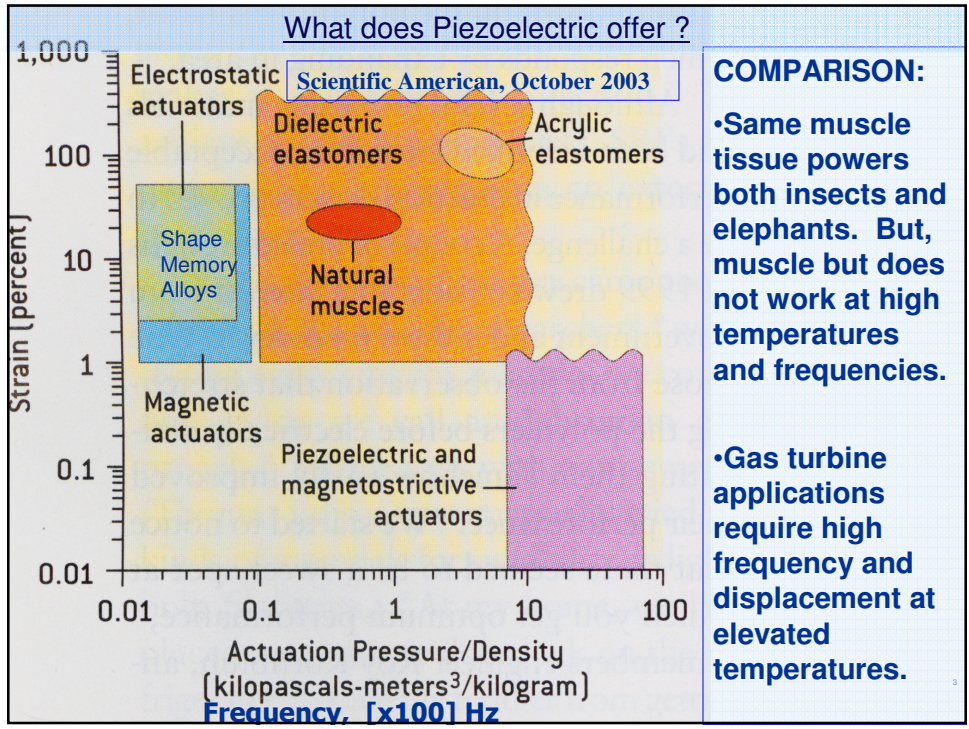 What does Piezoelectric offer ?
1,000
100
10
1
0.1
0.01
Strain (percent)
Electrostatic
actuators
Scientific American, October 2003
Dielectric
elastomers
Acrylic
elastomers
Shape
Memory
Alloys
Natural
muscles
Magnetic
actuators
Piezoelectric and
magnetostrictive
actuators
0.01 0.1 1 10 100
Actuation Pressure/Density
(kilopascals-meters³/kilogram)
Frequency, [x100] Hz
COMPARISON:
•Same muscle
tissue powers
both insects and
elephants. But,
muscle but does
not work at high
temperatures
and frequencies.
•Gas turbine
applications
require high
frequency and
displacement at
elevated
temperatures.
3